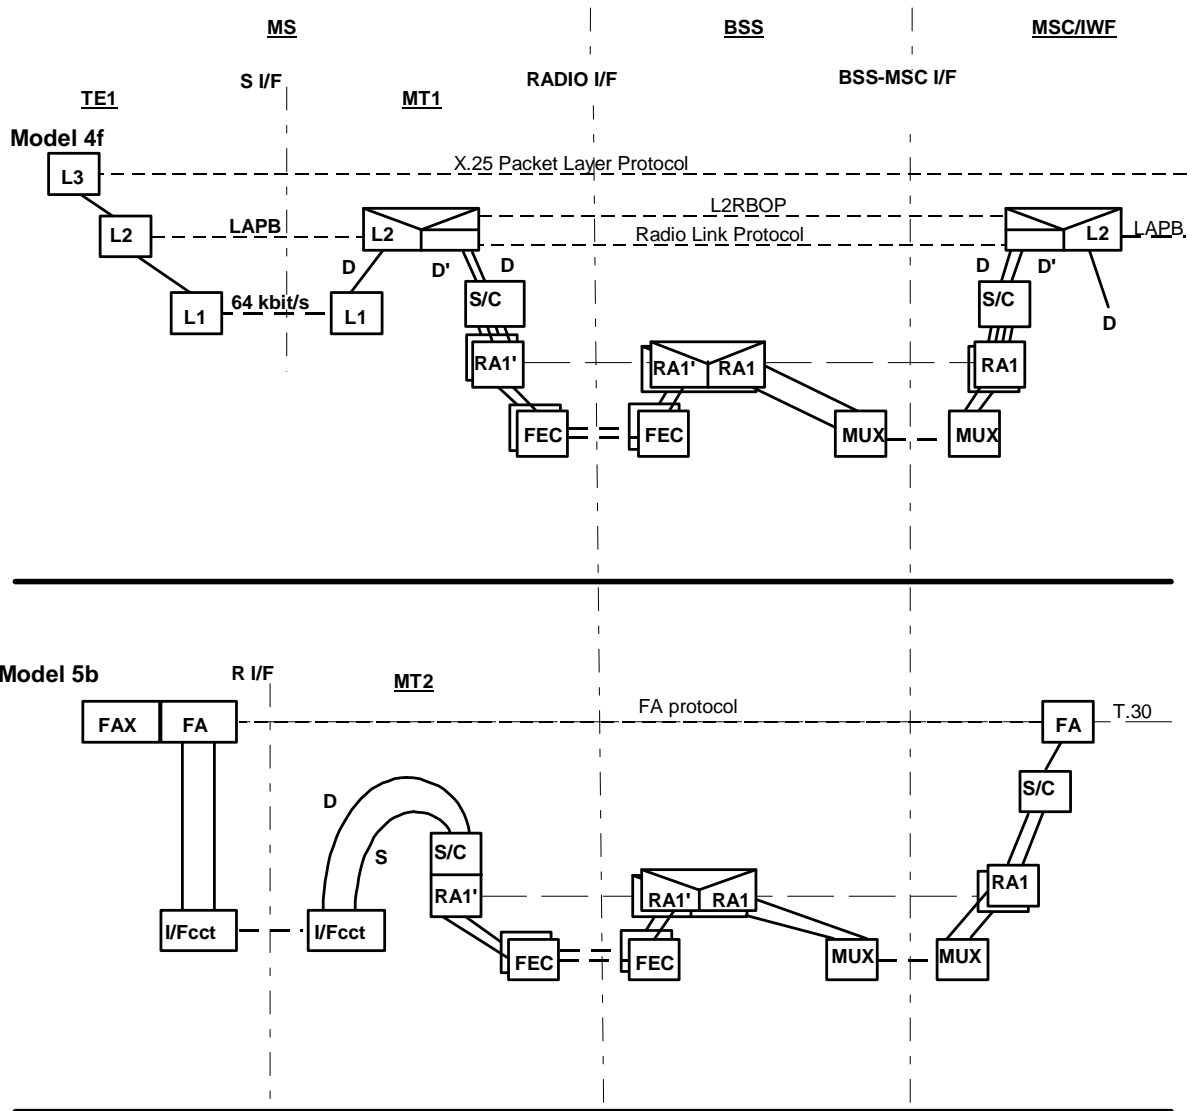 MS
BSS
MSC/IWF
S I/F
RADIO I/F
BSS-MSC I/F
TE1
MT1
Model 4f
X.25 Packet Layer Protocol
L3
L2RBOP
L2
LAPB
L2
Radio Link Protocol
L2
LAPB
D
D'
D
D
D'
S/C
S/C
L1
64 kbit/s
L1
D
RA1'
RA1'
RA1
RA1
FEC
FEC
MUX
MUX
Model 5b
R I/F
MT2
FAX
FA
FA protocol
FA
T.30
D
S/C
S
S/C
RA1'
RA1'
RA1
RA1
I/Fcct
I/Fcct
FEC
FEC
MUX
MUX